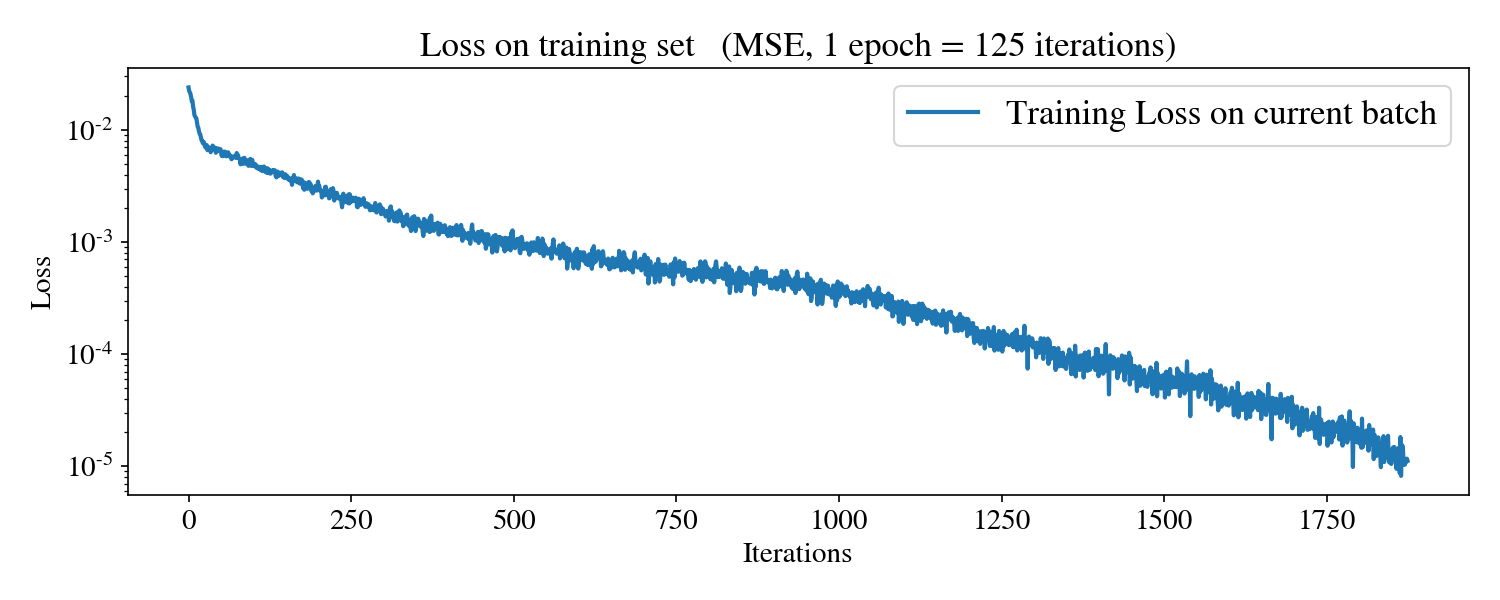 Loss on training set (MSE, 1 epoch = 125 iterations)
Training Loss on current batch
Loss
10-2
10-3
10-4
10-5
0 250 500 750 1000 1250 1500 1750
Iterations